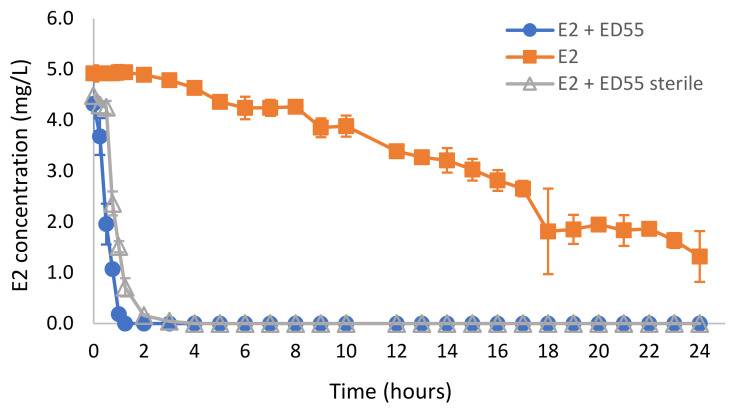 6.0
5.0
4.0
3.0
2.0
1.0
0.0
E2 concentration (mg/L)
E2 + ED55
E2
E2 + ED55 sterile
0 2 4 6 8 10 12 14 16 18 20 22 24
Time (hours)